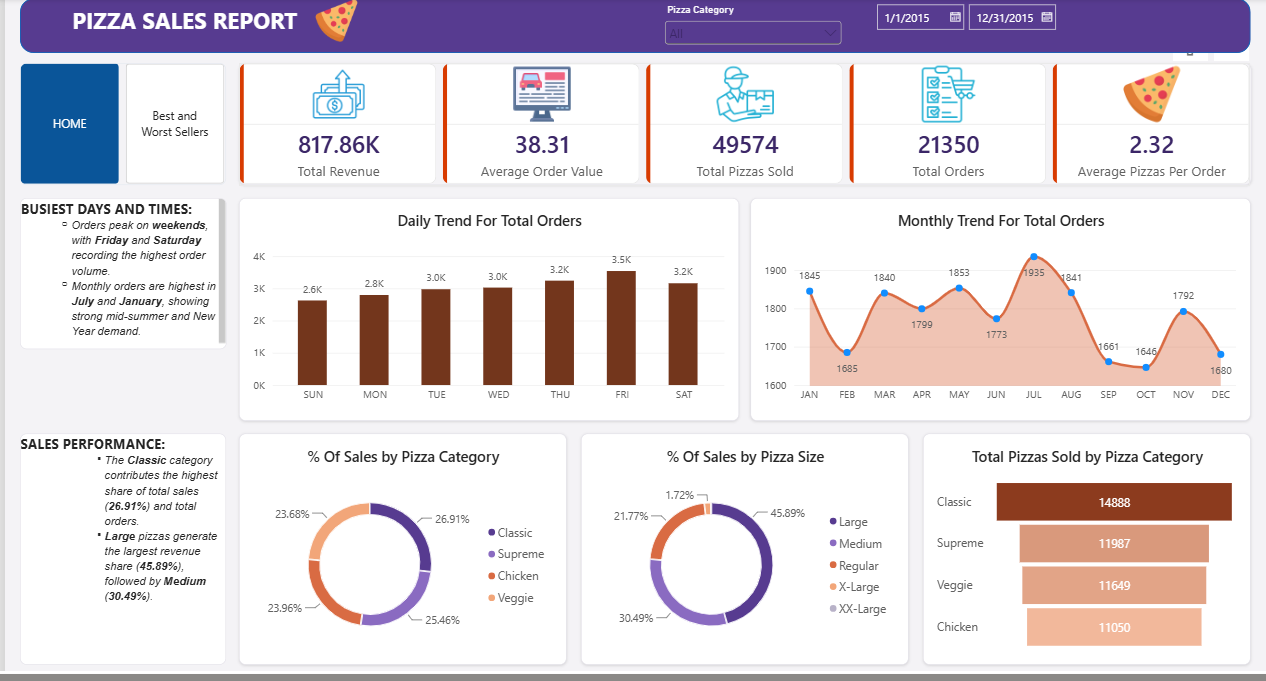 PIZZA SALES REPORT
Pizza Category
All
1/1/2015
12/31/2015
HOME
Best and
Worst Sellers
817.86K
Total Revenue
38.31
Average Order Value
49574
Total Pizzas Sold
21350
Total Orders
2.32
Average Pizzas Per Order
BUSIEST DAYS AND TIMES:
Orders peak on weekends,
with Friday and Saturday
recording the highest order
volume.
Monthly orders are highest in
July and January, showing
strong mid-summer and New
Year demand.
Daily Trend For Total Orders
4K
3K
2K
1K
0K
2.6K
2.8K
3.0K
3.0K
3.2K
3.5K
3.2K
SUN
MON
TUE
WED
THU
FRI
SAT
Monthly Trend For Total Orders
1900
1800
1700
1600
1845
1685
1840
1799
1853
1773
1935
1841
1661
1646
1792
1680
JAN
FEB
MAR
APR
MAY
JUN
JUL
AUG
SEP
OCT
NOV
DEC
SALES PERFORMANCE:
The Classic category
contributes the highest
share of total sales
(26.91%) and total
orders.
Large pizzas generate
the largest revenue
share (45.89%),
followed by Medium
(30.49%).
% Of Sales by Pizza Category
23.68%
26.91%
23.96%
25.46%
Classic
Supreme
Chicken
Veggie
% Of Sales by Pizza Size
1.72%
21.77%
45.89%
30.49%
Large
Medium
Regular
X-Large
XX-Large
Total Pizzas Sold by Pizza Category
Classic
14888
Supreme
11987
Veggie
11649
Chicken
11050